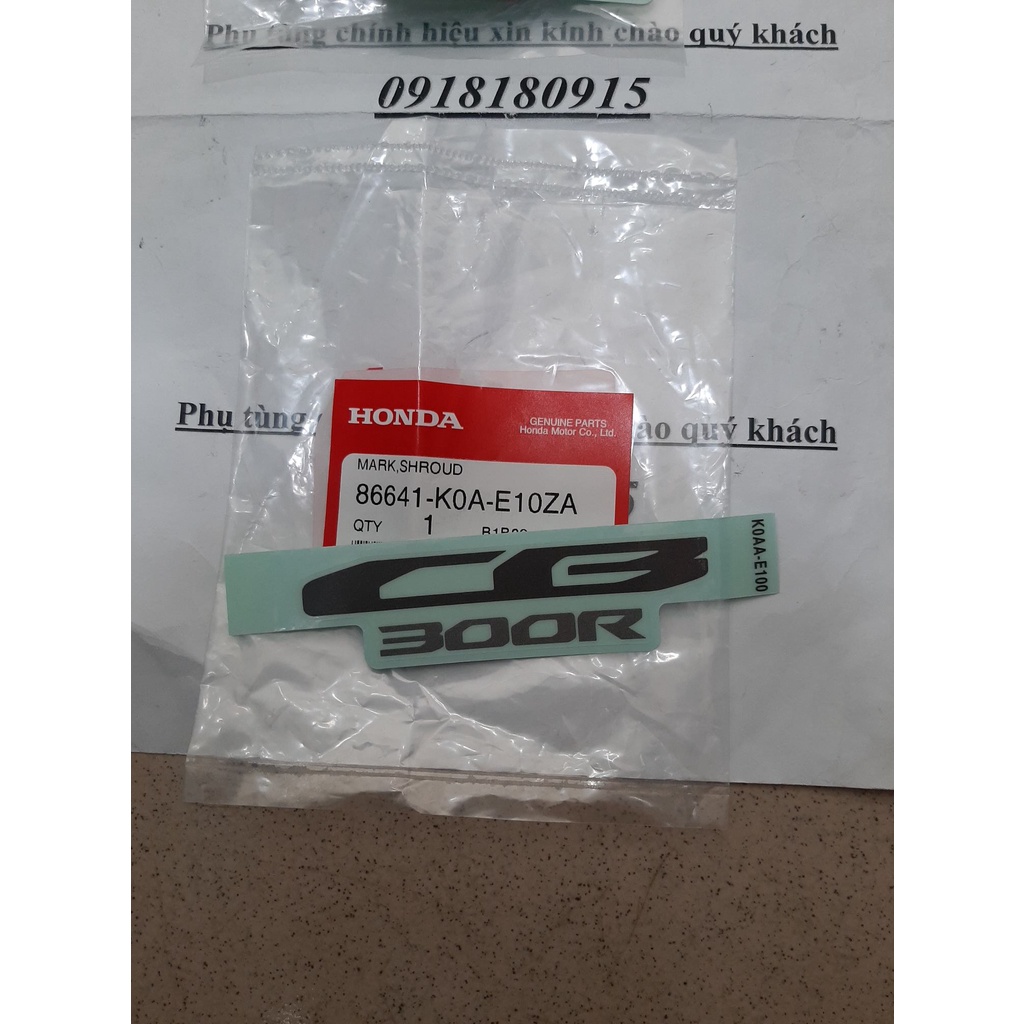 Phụ tùng chính hiệu xin kính chào quý khách
0918180915
HONDA
GENUINE PARTS
Honda Motor Co., Ltd.
Phụ tùng chào quý khách
MARK,SHROUD
86641-K0A-E10ZA
QTY 1
CB
300R
K0AA-E100